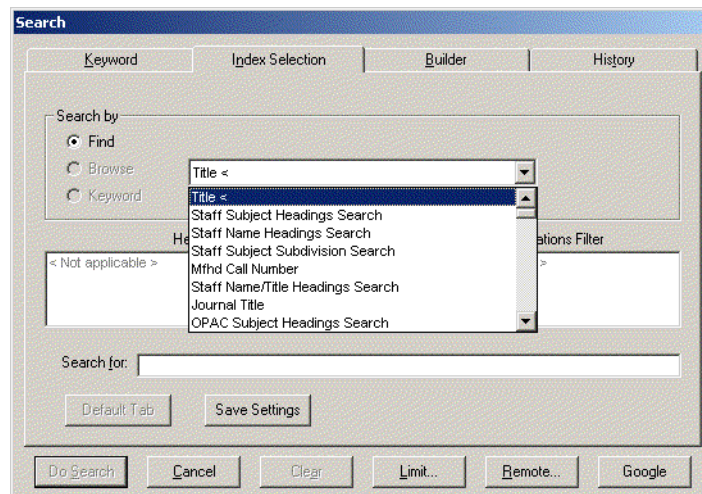 Search
Keyword Index Selection Builder History
Search by
Find
Browse Title <
Keyword Title <
Staff Subject Headings Search
Staff Name Headings Search
He ations Filter
Staff Subject Subdivision Search
< Not applicable > >
Mfhd Call Number
Staff Name/Title Headings Search
Journal Title
OPAC Subject Headings Search
Search for:
Default Tab Save Settings
Do Search Cancel Clear Limit... Remote... Google